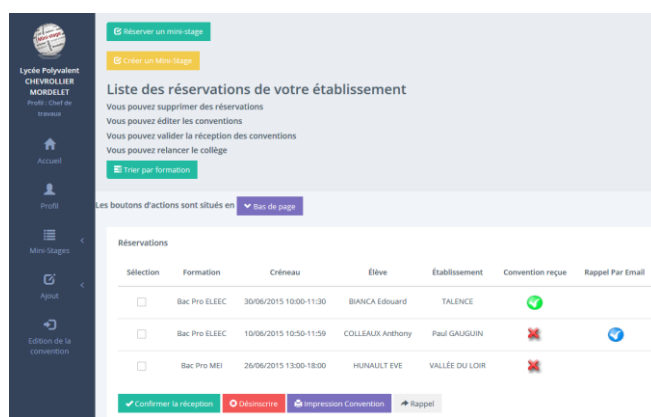 Mini-stage
Lycée Polyvalent
CHEVROLLIER
MORDELET
Profil : Chef de
travaux
Accueil
Profil
Mini-Stages
Ajout
Edition de la
convention
Réserver un mini-stage
Créer un Mini-Stage
Liste des réservations de votre établissement
Vous pouvez supprimer des réservations
Vous pouvez éditer les conventions
Vous pouvez valider la réception des conventions
Vous pouvez relancer le collège
Trier par formation
Les boutons d'actions sont situés en Bas de page
Réservations
Sélection Formation Créneau Élève Établissement Convention reçue Rappel Par Email
Bac Pro ELEEC 30/06/2015 10:00-11:30 BIANCA Edouard TALENCE
Bac Pro ELEEC 10/06/2015 10:50-11:59 COLLEAUX Anthony Paul GAUGUIN
Bac Pro MEI 26/06/2015 13:00-18:00 HUNAULT EVE VALLÉE DU LOIR
Confirmer la réception Désinscrire Impression Convention Rappel